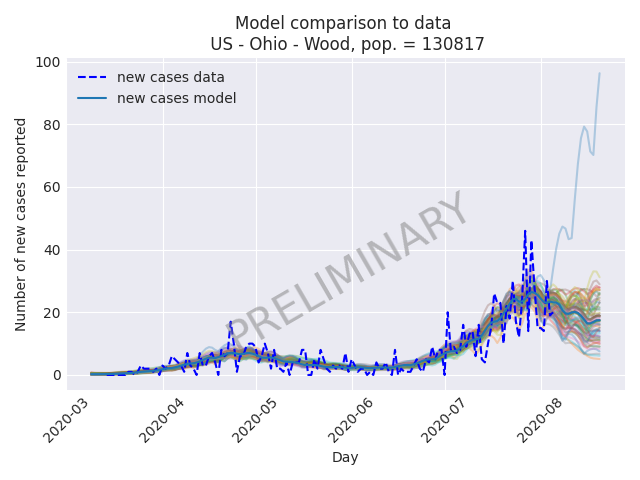 Model comparison to data
US - Ohio - Wood, pop. = 130817
new cases data
new cases model
Number of new cases reported
100
80
60
40
20
0
PRELIMINARY
2020-03
2020-04
2020-05
2020-06
2020-07
2020-08
Day